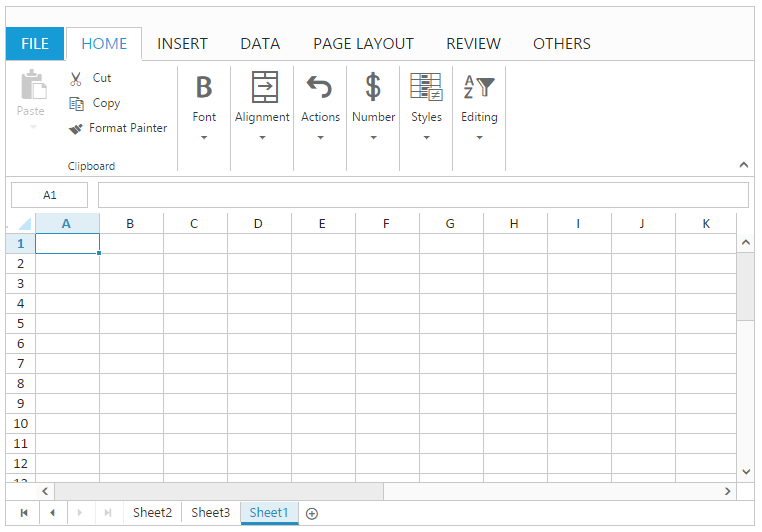 FILE HOME INSERT DATA PAGE LAYOUT REVIEW OTHERS
Paste
Cut
Copy
Format Painter
Clipboard
B
Font
Alignment
Actions
$
Number
Styles
A
Z
Editing
A1
A B C D E F G H I J K
1
2
3
4
5
6
7
8
9
10
11
12
Sheet2 Sheet3 Sheet1